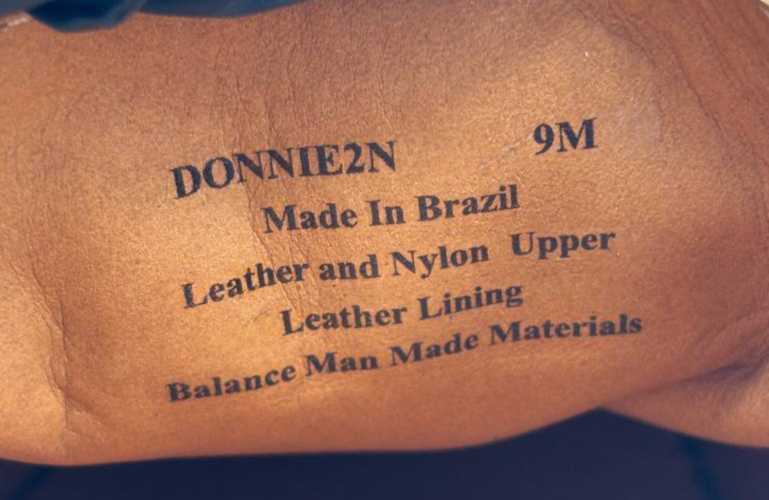 DONNIE2N 9M
Made In Brazil
Leather and Nylon Upper
Leather Lining
Balance Man Made Materials